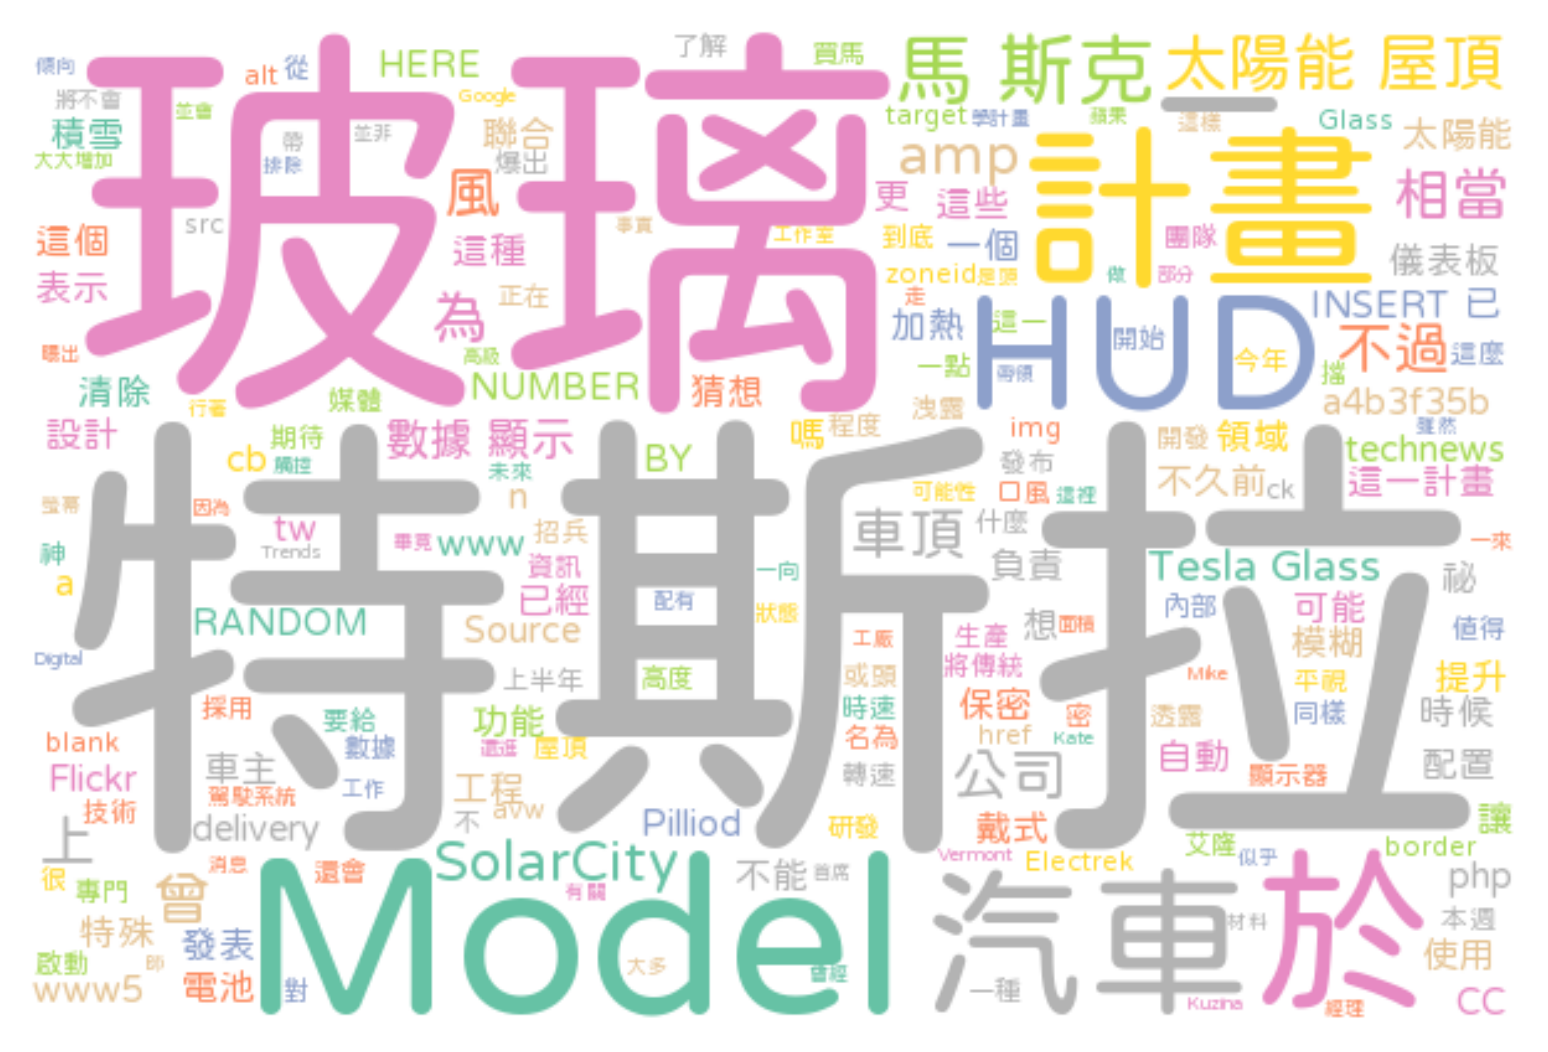 傾向
alt
從
HERE
了解
買馬
馬 斯克
太陽能 屋頂
將不會
並會
Google
積雪
帶
並非
聯合
target
學計畫
蘋果
這樣
Glass
太陽能
大大增加
排除
爆出
amp
計畫
玻璃
風
更
這些
相當
src
事實
工作室
這個
這種
到底
一個
團隊
儀表板
表示
正在
zoneid
是頭
做
部分
為
走
加熱
這一
HUD
開始
INSERT
已
不過
這麼
高級
一點
帶領
今年
擋
清除
行著
媒體
NUMBER
猜想
洩露
a4b3f35b
設計
期待
數據 顯示
BY
嗎
程度
img
開發
領域
雖然
technews
cb
觸控
未來
發布
不久前
ck
這一計畫
螢幕
因為
n
可能性
口風
這裡
特斯拉
tw
Trends
畢竟
www
招兵
車頂
什麼
一來
神
資訊
一向
負責
Tesla Glass
祕
a
已經
配有
狀態
內部
可能
RANDOM
Source
工廠
生產
想
面積
模糊
值得
Digital
上半年
高度
或頭
將傳統
Mike
平視
提升
採用
要給
功能
時速
保密
密
透露
同樣
時候
blank
數據
還進
屋頂
名為
href
Kate
自動
Flickr
車主
轉速
公司
顯示器
配置
技術
駕駛系統
工作
工程
avw
上
delivery
不
Pilliod
研發
戴式
讓
SolarCity
Vermont
Electrek
艾隆
似乎
border
很
消息
還會
有關
不能
首席
php
專門
曾
Model
汽車
於
特殊
發表
材料
本週
啟動
師
大多
曾經
使用
www5
電池
對
一種
Kuzina
經理
CC